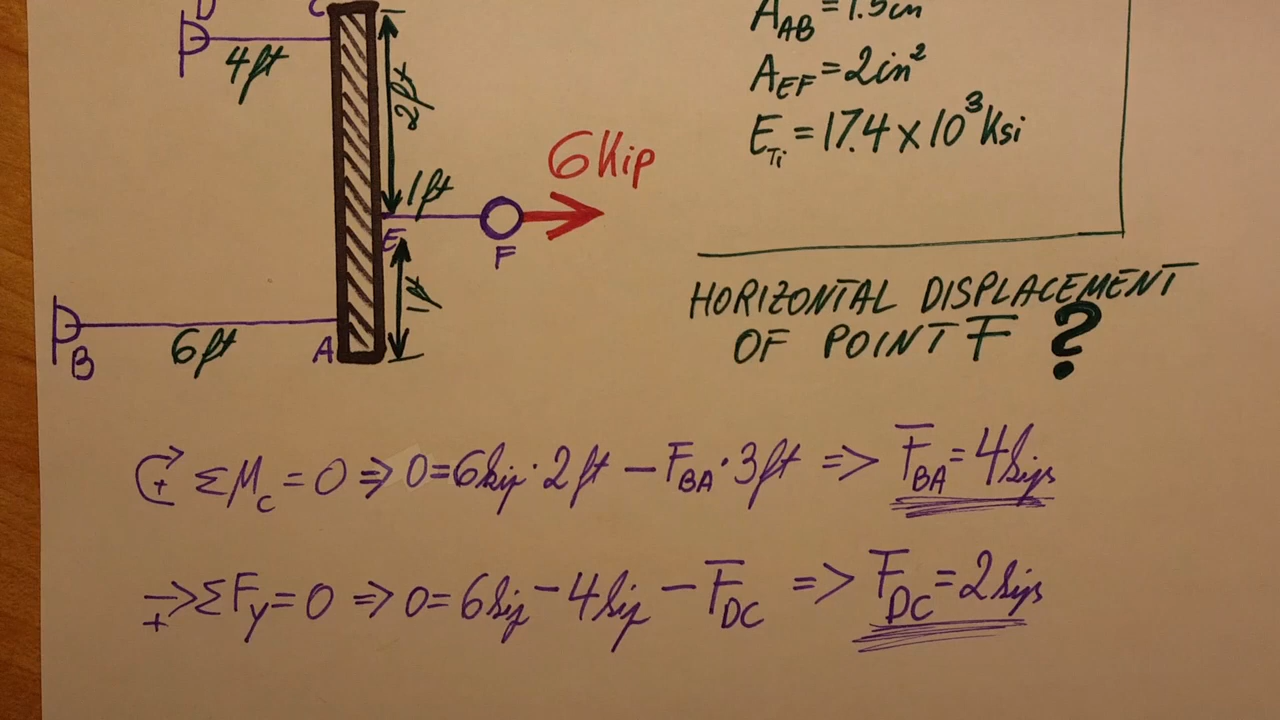 D
C
A_AB = 1.5in
4ft
2ft
A_EF = 2in²
E_Ti = 17.4 × 10³ Ksi
6Kip
1ft
E
F
1ft
HORIZONTAL DISPLACEMENT
OF POINT F ?
B
6ft
A
↷+ ΣM_C = 0 ⇒ 0 = 6kip · 2ft − F_BA · 3ft ⇒ F_BA = 4kips
→+ ΣF_y = 0 ⇒ 0 = 6kip − 4kip − F_DC ⇒ F_DC = 2kips